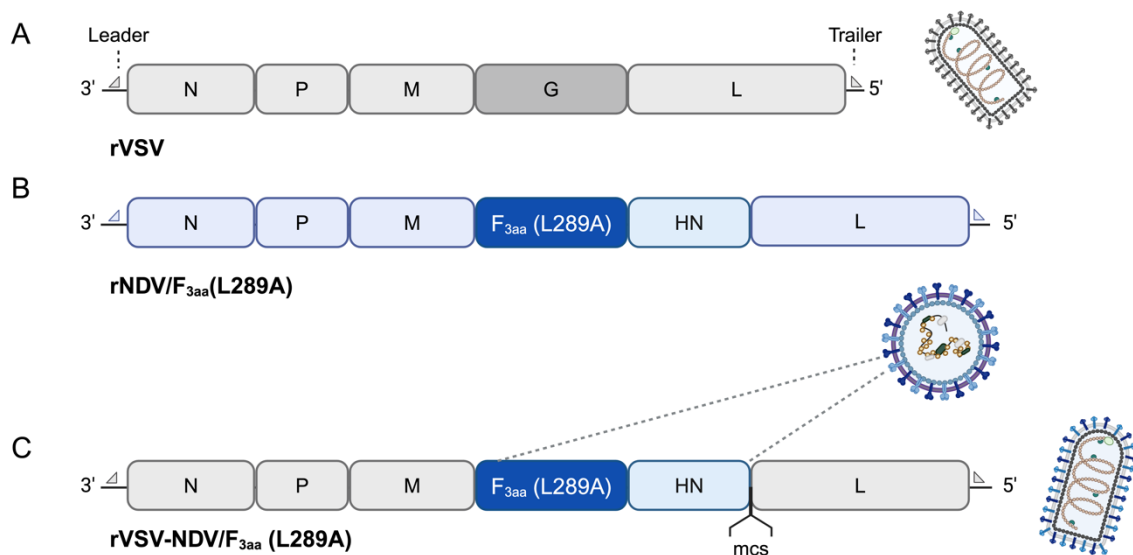 A
Leader
Trailer
3' N P M G L 5'
rVSV
B
3' N P M F3aa (L289A) HN L 5'
rNDV/F3aa(L289A)
C
3' N P M F3aa (L289A) HN L 5'
rVSV-NDV/F3aa (L289A)
mcs